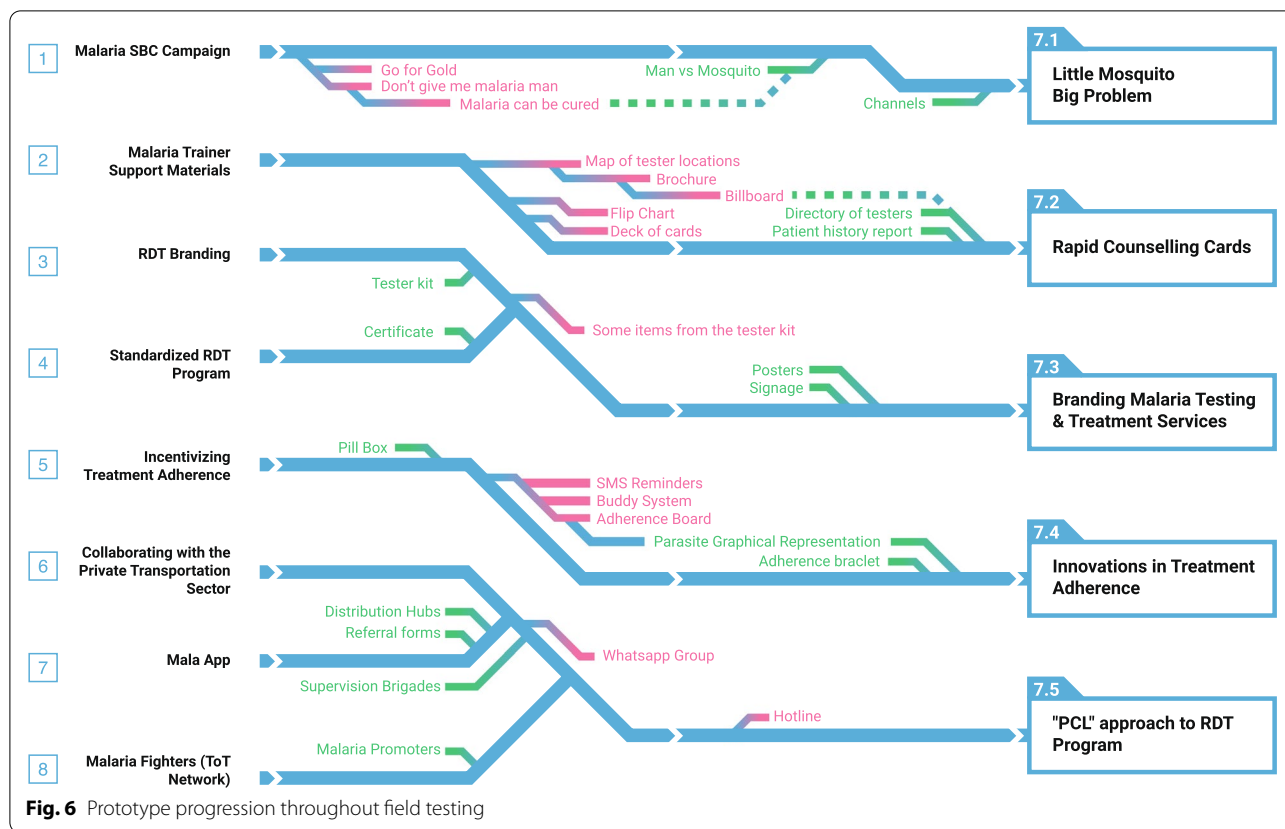 1
Malaria SBC Campaign
Go for Gold
Don't give me malaria man
Malaria can be cured
Man vs Mosquito
Channels
7.1
Little Mosquito
Big Problem
2
Malaria Trainer
Support Materials
Map of tester locations
Brochure
Billboard
Flip Chart
Deck of cards
Directory of testers
Patient history report
7.2
Rapid Counselling Cards
3
RDT Branding
Tester kit
Certificate
Some items from the tester kit
4
Standardized RDT
Program
Posters
Signage
7.3
Branding Malaria Testing
& Treatment Services
5
Incentivizing
Treatment Adherence
Pill Box
SMS Reminders
Buddy System
Adherence Board
Parasite Graphical Representation
Adherence braclet
7.4
Innovations in Treatment
Adherence
6
Collaborating with the
Private Transportation
Sector
Distribution Hubs
Referral forms
Whatsapp Group
7
Mala App
Supervision Brigades
Hotline
7.5
"PCL" approach to RDT
Program
Malaria Promoters
8
Malaria Fighters (ToT
Network)
Fig. 6 Prototype progression throughout field testing